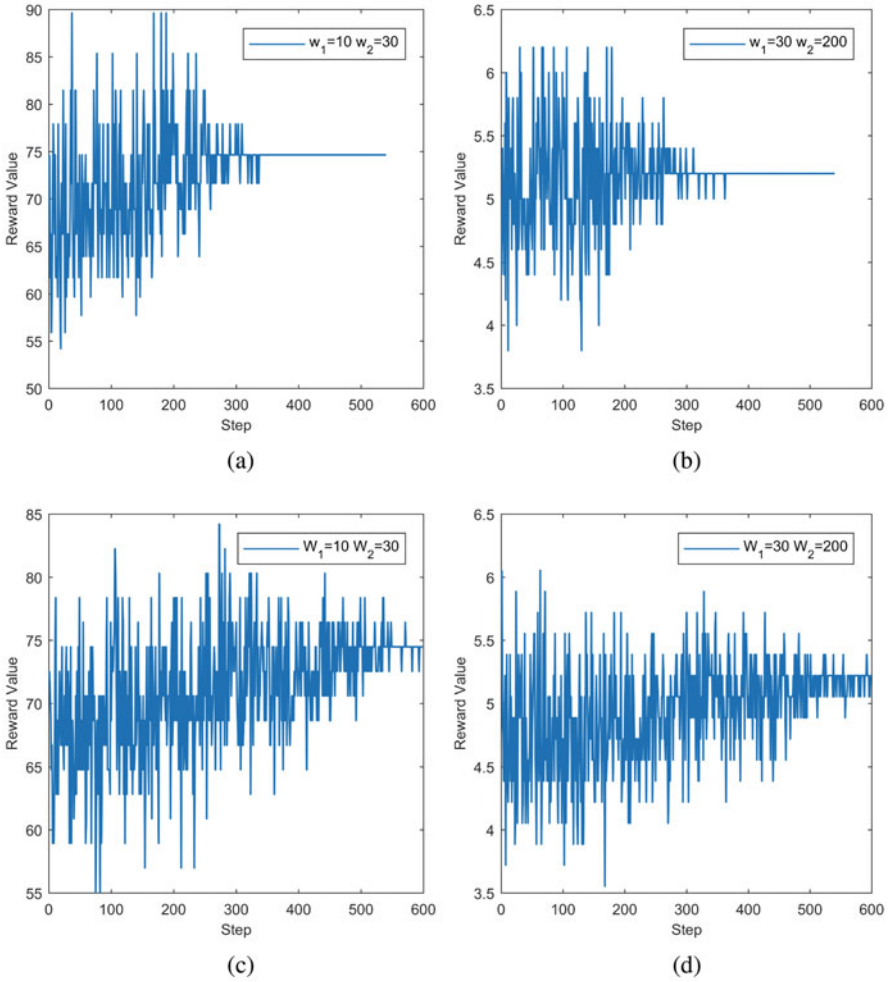 90
85
80
75
70
65
60
55
50
Reward Value
w1=10 w2=30
0 100 200 300 400 500 600
Step
(a)
6.5
6
5.5
5
4.5
4
3.5
Reward Value
w1=30 w2=200
0 100 200 300 400 500 600
Step
(b)
85
80
75
70
65
60
55
Reward Value
W1=10 W2=30
0 100 200 300 400 500 600
Step
(c)
6.5
6
5.5
5
4.5
4
3.5
Reward Value
W1=30 W2=200
0 100 200 300 400 500 600
Step
(d)